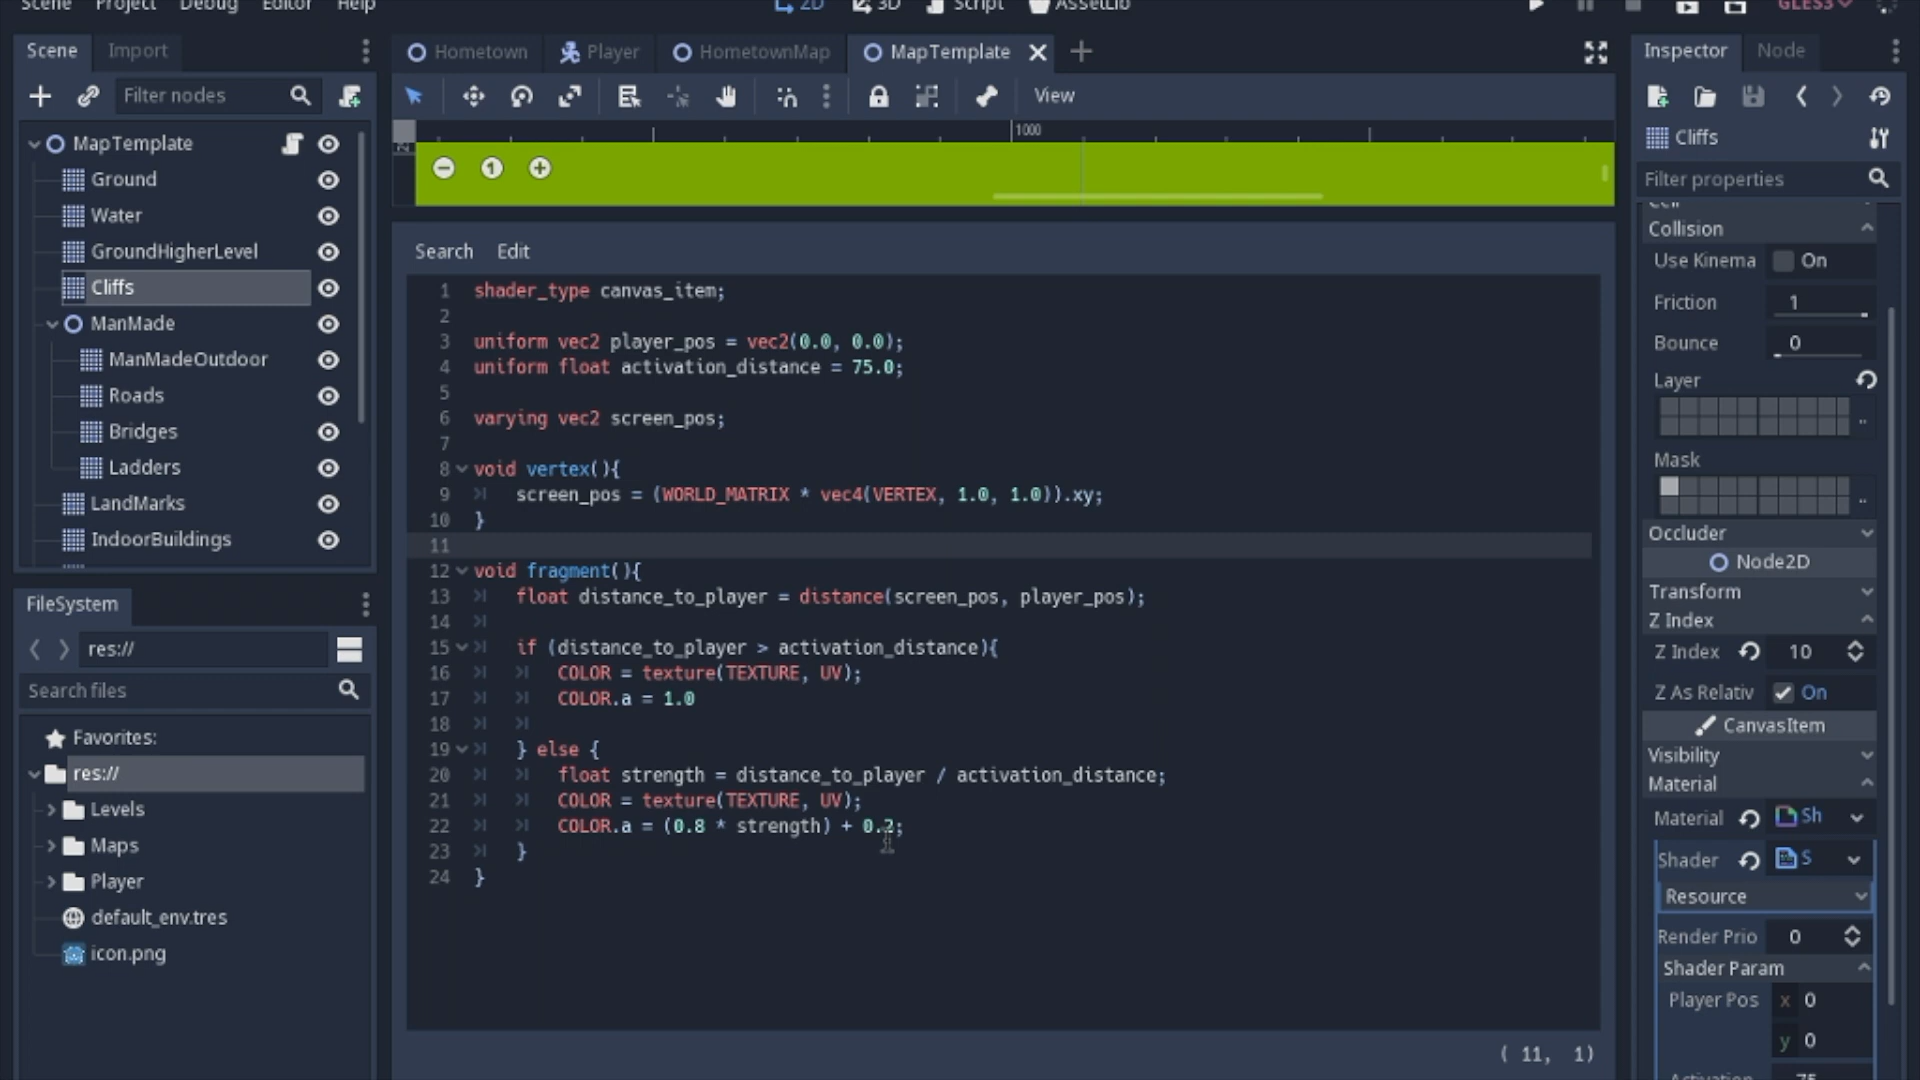 Scene Project Debug Editor Help
2D 3D Script AssetLib
GLES3
Scene Import
Filter nodes
MapTemplate
Ground
Water
GroundHigherLevel
Cliffs
ManMade
ManMadeOutdoor
Roads
Bridges
Ladders
LandMarks
IndoorBuildings
FileSystem
res://
Search files
Favorites:
res://
Levels
Maps
Player
default_env.tres
icon.png
Hometown Player HometownMap MapTemplate
View
1000
1
Search Edit
1 shader_type canvas_item;
2
3 uniform vec2 player_pos = vec2(0.0, 0.0);
4 uniform float activation_distance = 75.0;
5
6 varying vec2 screen_pos;
7
8 void vertex(){
9 screen_pos = (WORLD_MATRIX * vec4(VERTEX, 1.0, 1.0)).xy;
10 }
11
12 void fragment(){
13 float distance_to_player = distance(screen_pos, player_pos);
14
15 if (distance_to_player > activation_distance){
16 COLOR = texture(TEXTURE, UV);
17 COLOR.a = 1.0
18
19 } else {
20 float strength = distance_to_player / activation_distance;
21 COLOR = texture(TEXTURE, UV);
22 COLOR.a = (0.8 * strength) + 0.2;
23 }
24 }
( 11, 1)
Inspector Node
Cliffs
Filter properties
Cell
Collision
Use Kinema On
Friction 1
Bounce 0
Layer
Mask
Occluder
Node2D
Transform
Z Index
Z Index 10
Z As Relativ On
CanvasItem
Visibility
Material
Material Sh
Shader S
Resource
Render Prio 0
Shader Param
Player Pos x 0
y 0
Activation 75